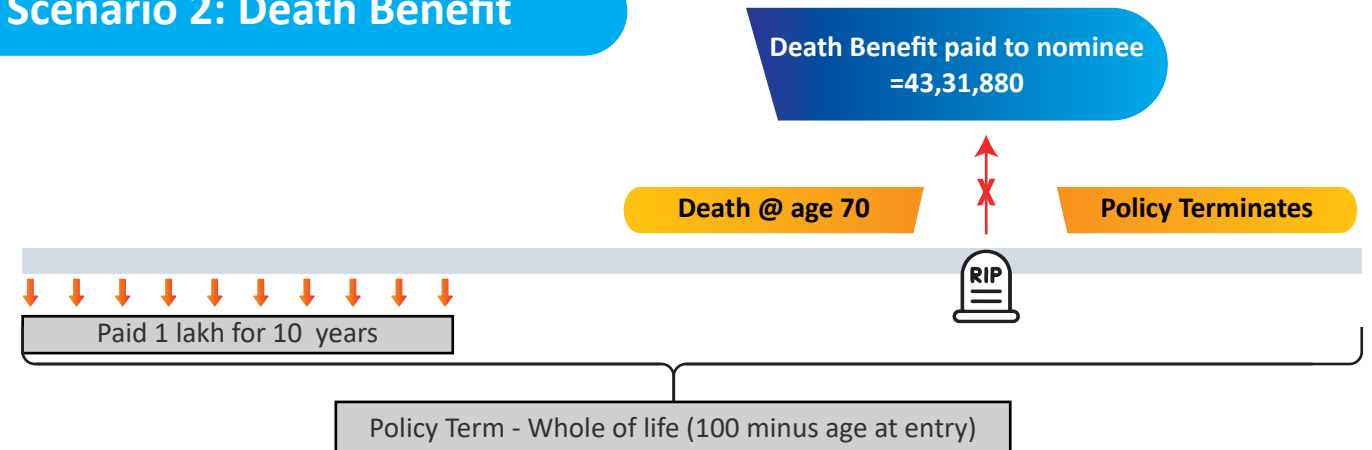 Scenario 2: Death Benefit
Death Benefit paid to nominee
=43,31,880
Death @ age 70
Policy Terminates
RIP
Paid 1 lakh for 10 years
Policy Term - Whole of life (100 minus age at entry)